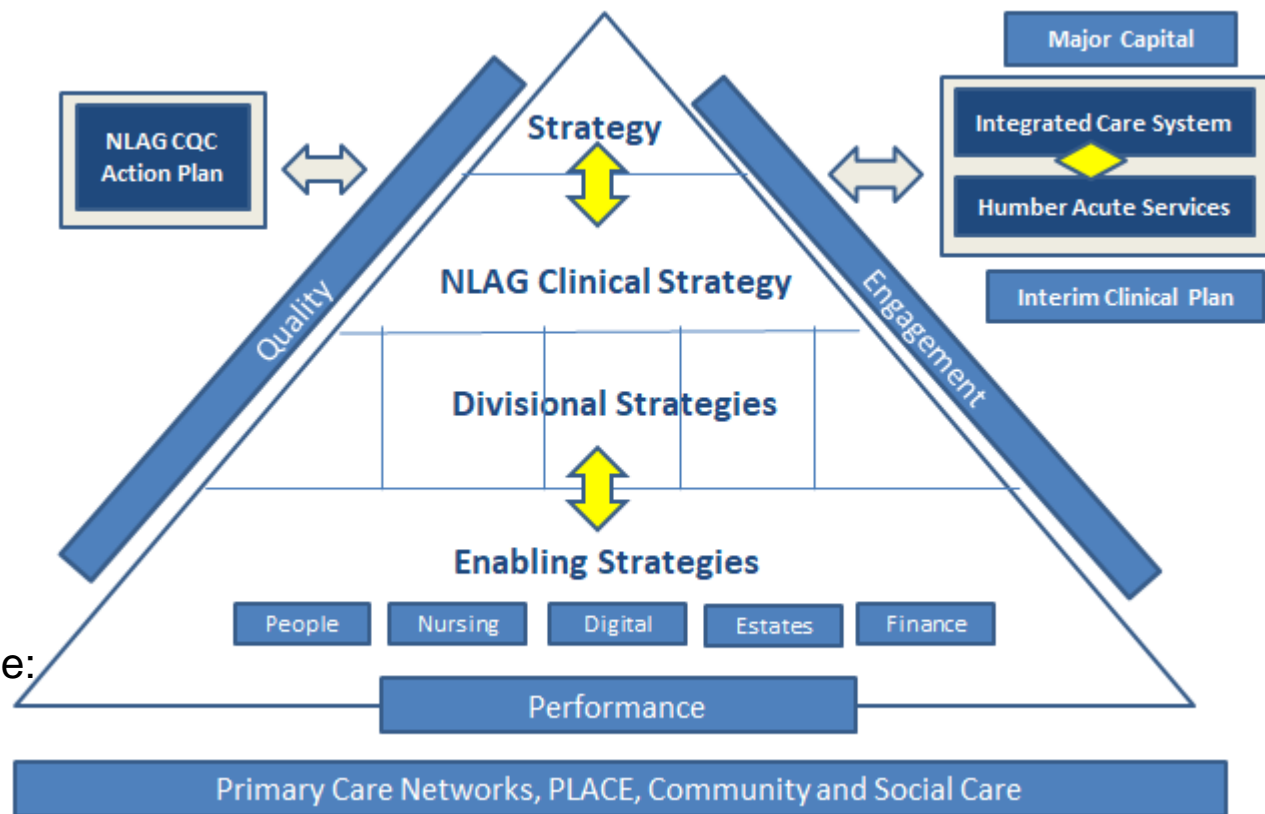 Major Capital
NLAG CQC
Action Plan
Strategy
Integrated Care System
Humber Acute Services
NLAG Clinical Strategy
Interim Clinical Plan
Quality
Engagement
Divisional Strategies
Enabling Strategies
People Nursing Digital Estates Finance
e:
Performance
Primary Care Networks, PLACE, Community and Social Care